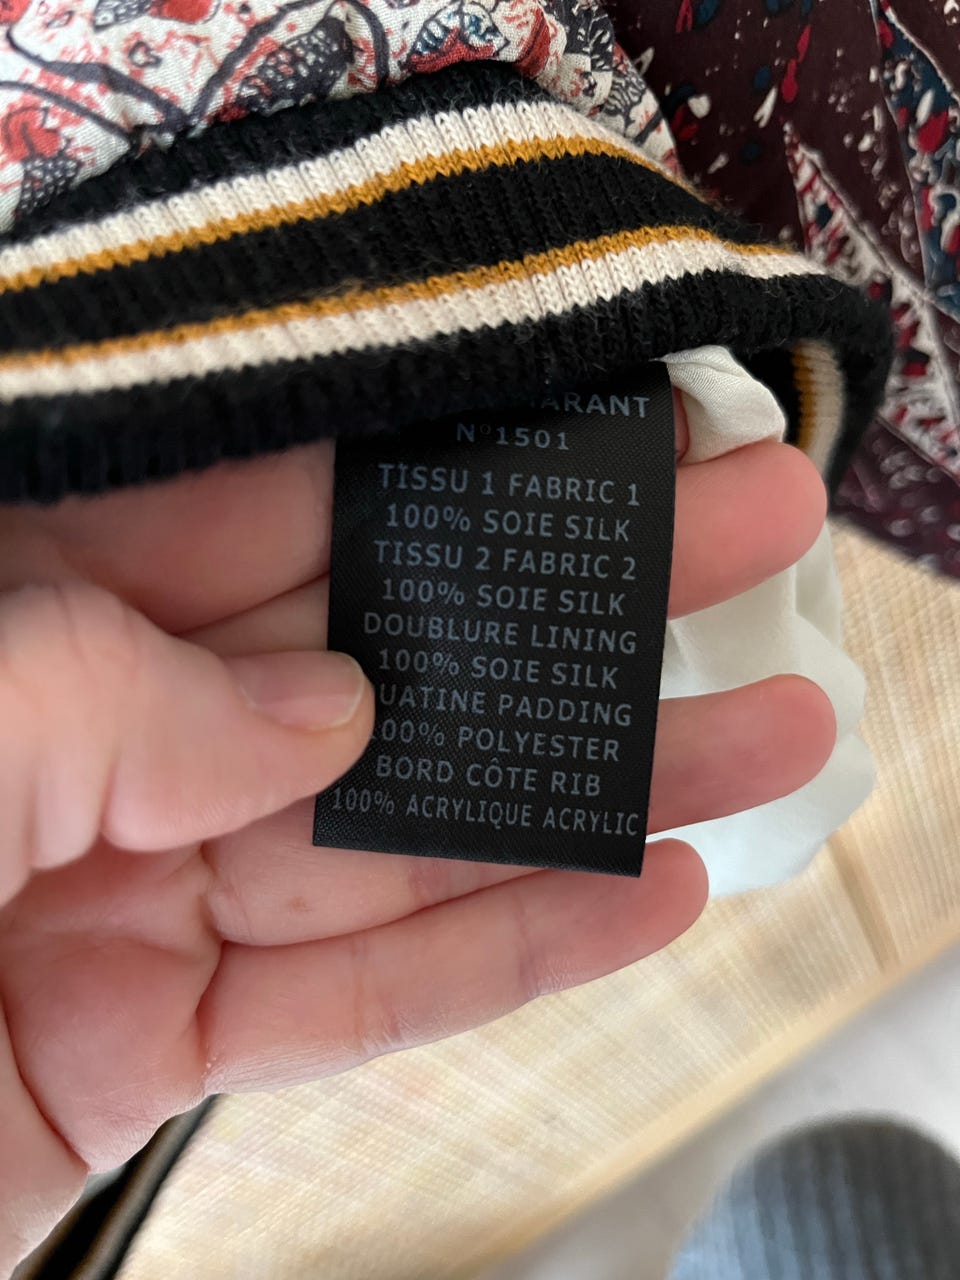 N°1501
TISSU 1 FABRIC 1
100% SOIE SILK
TISSU 2 FABRIC 2
100% SOIE SILK
DOUBLURE LINING
100% SOIE SILK
PADDING
POLYESTER
BORD CÔTE RIB
100% ACRYLIQUE ACRYLIC